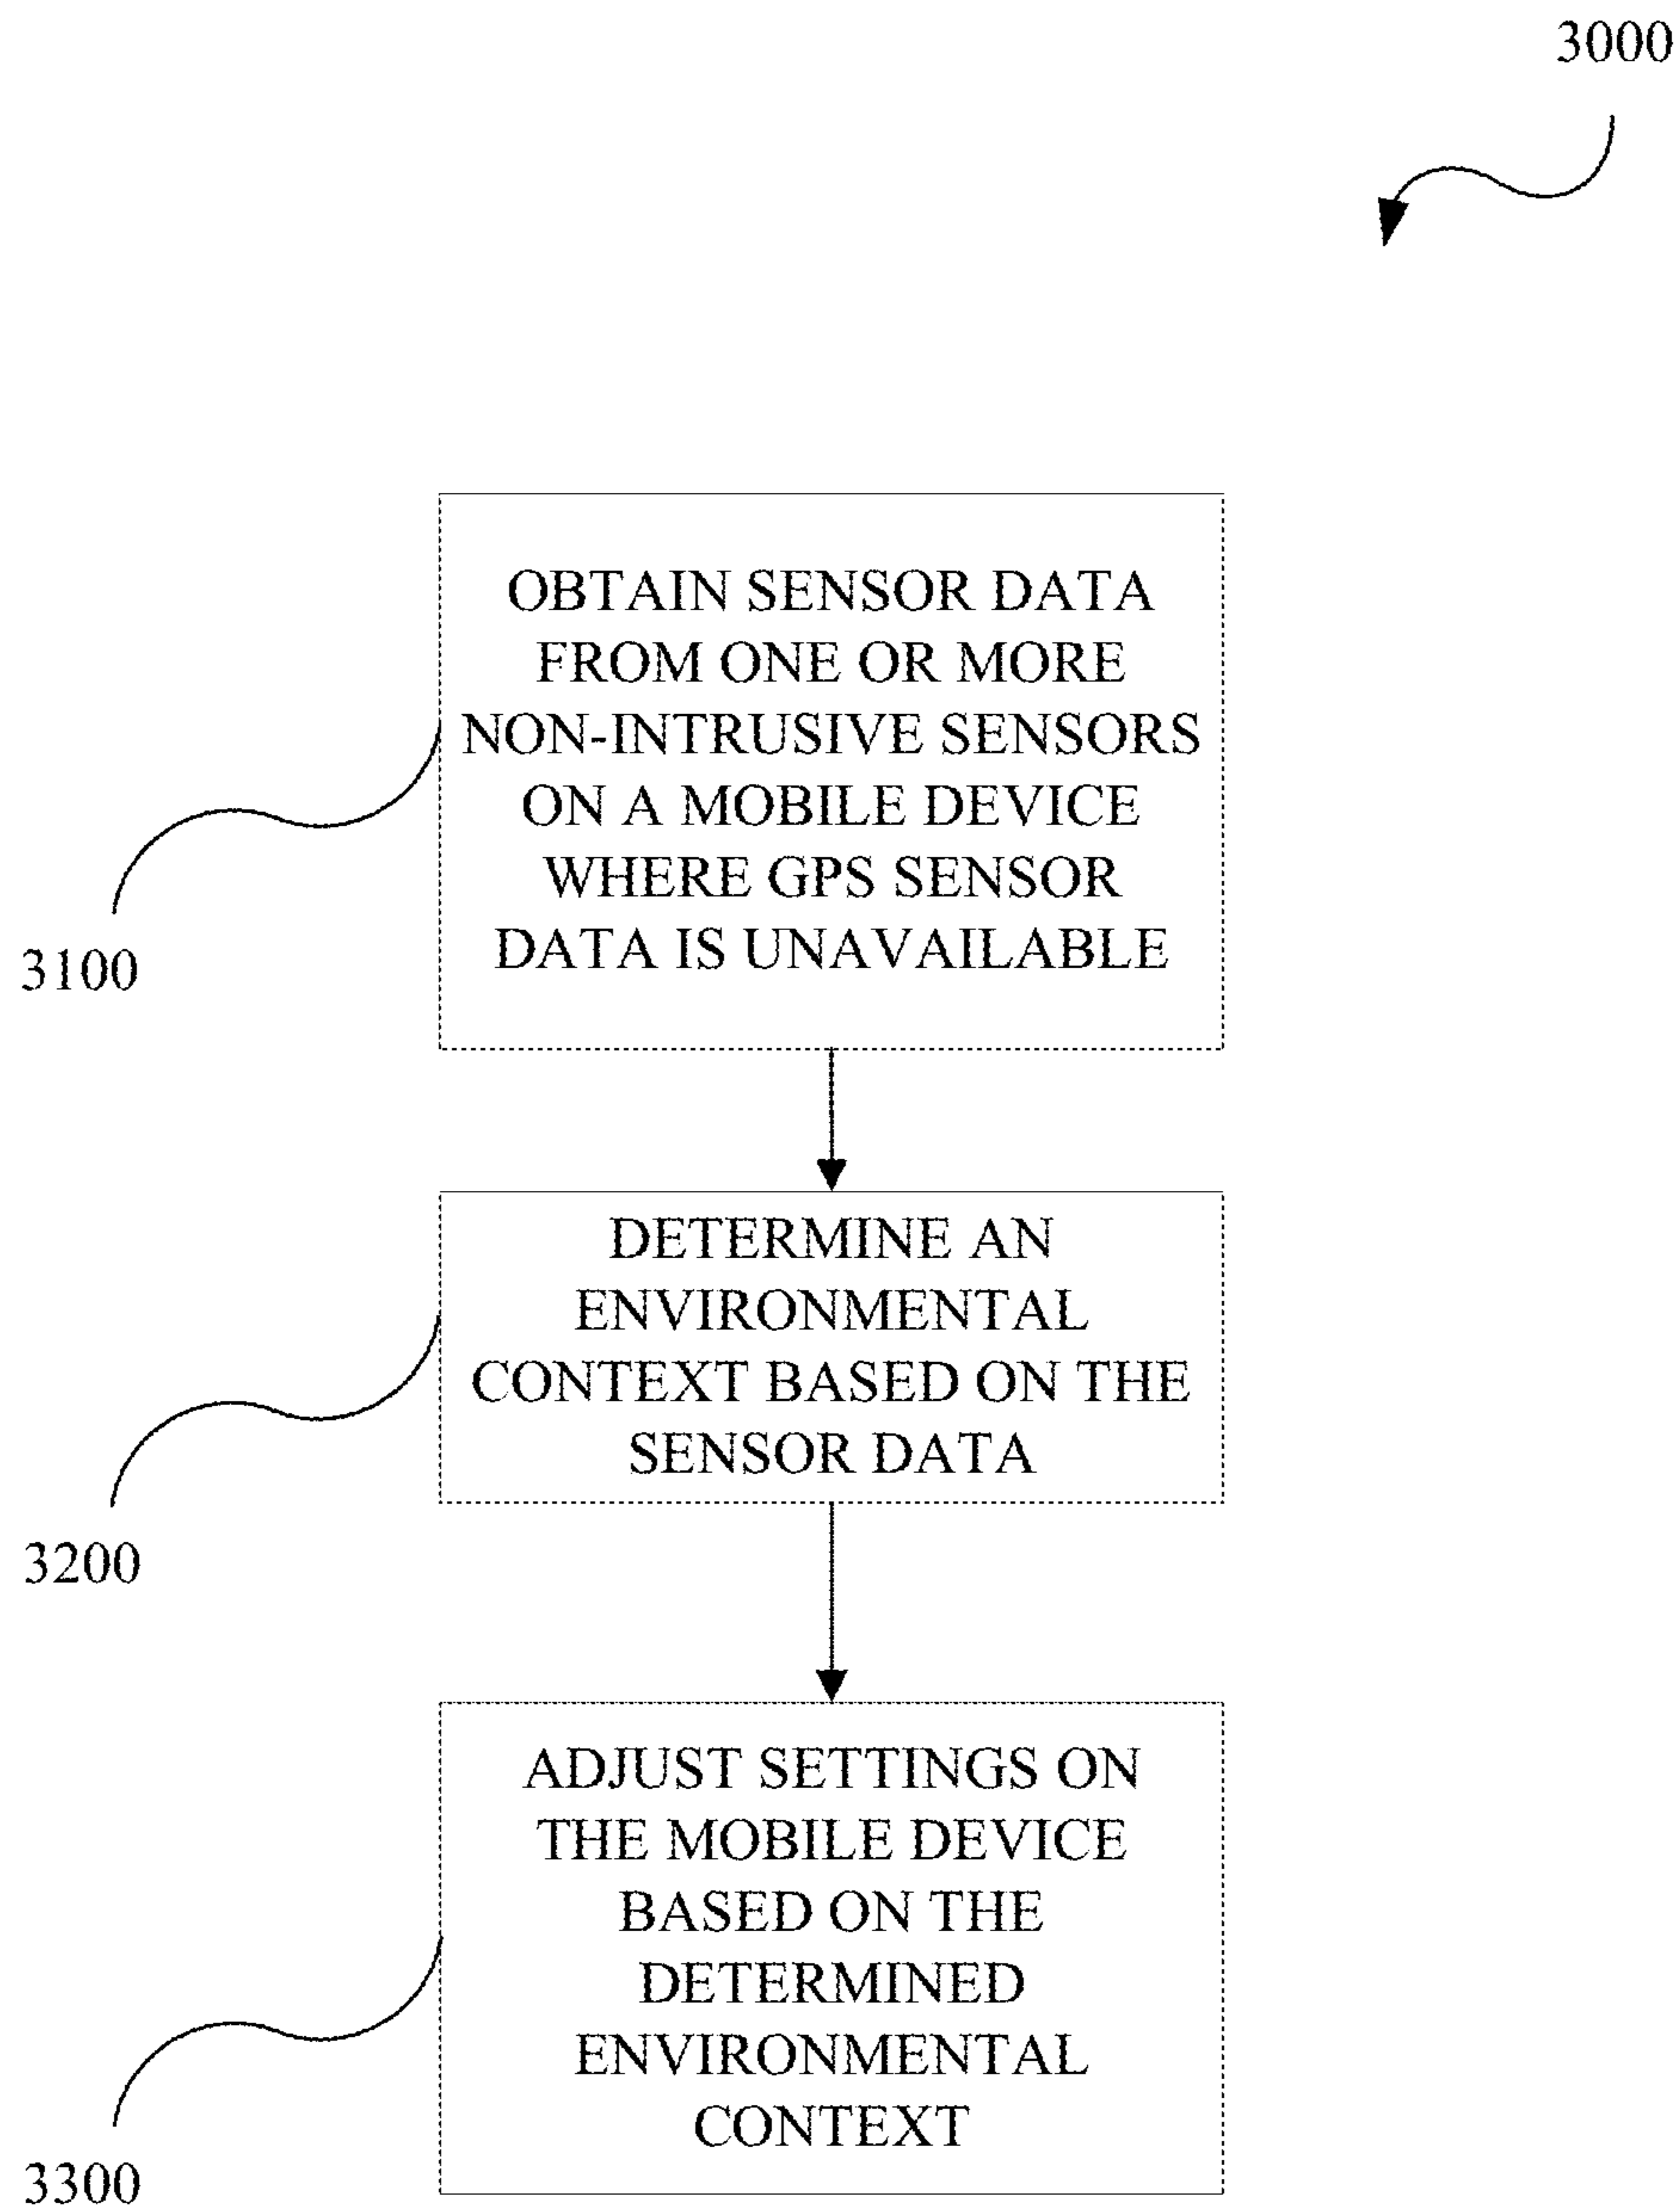 3000
OBTAIN SENSOR DATA
FROM ONE OR MORE
NON-INTRUSIVE SENSORS
ON A MOBILE DEVICE
WHERE GPS SENSOR
DATA IS UNAVAILABLE
3100
DETERMINE AN
ENVIRONMENTAL
CONTEXT BASED ON THE
SENSOR DATA
3200
ADJUST SETTINGS ON
THE MOBILE DEVICE
BASED ON THE
DETERMINED
ENVIRONMENTAL
CONTEXT
3300